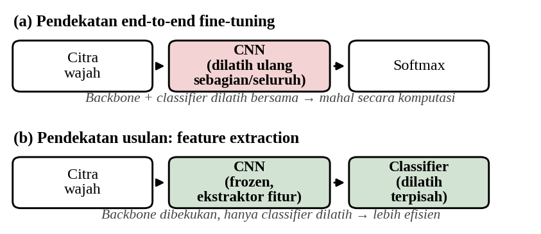 (a) Pendekatan end-to-end fine-tuning
Citra
wajah
CNN
(dilatih ulang
sebagian/seluruh)
Softmax
Backbone + classifier dilatih bersama → mahal secara komputasi
(b) Pendekatan usulan: feature extraction
Citra
wajah
CNN
(frozen,
ekstraktor fitur)
Classifier
(dilatih
terpisah)
Backbone dibekukan, hanya classifier dilatih → lebih efisien